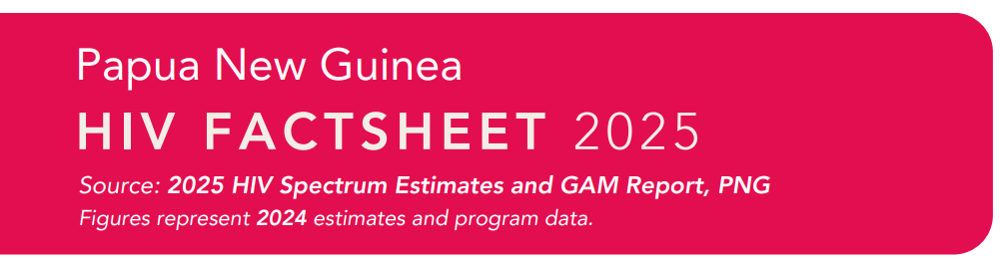 Papua New Guinea
HIV FACTSHEET 2025
Source: 2025 HIV Spectrum Estimates and GAM Report, PNG
Figures represent 2024 estimates and program data.